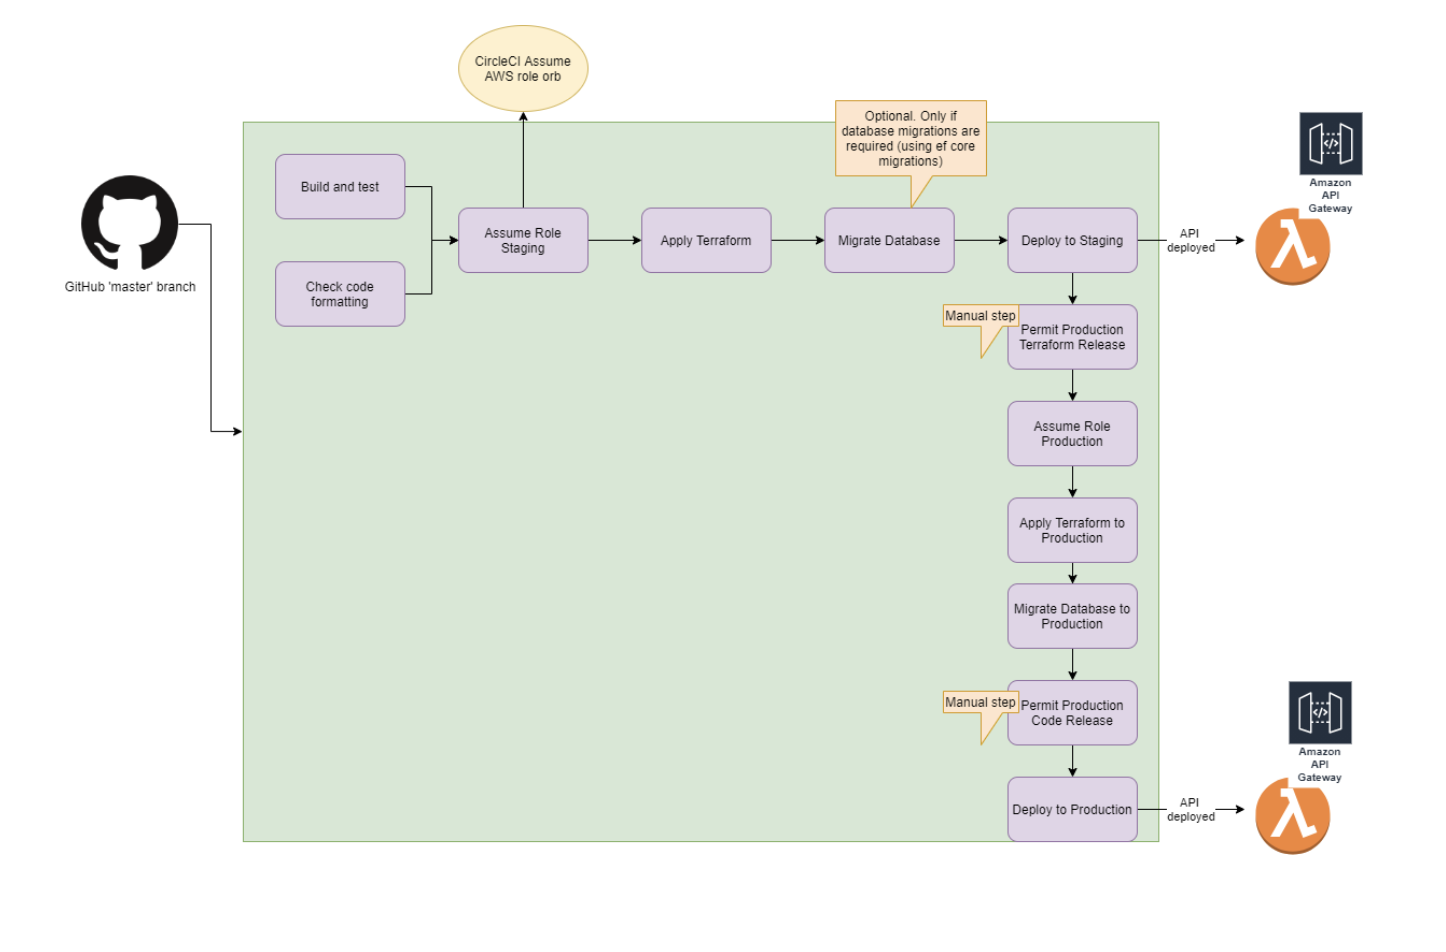 CircleCI Assume
AWS role orb
Optional. Only if
database migrations are
required (using ef core
migrations)
Amazon
API
Gateway
Build and test
GitHub 'master' branch
Check code
formatting
Assume Role
Staging
Apply Terraform
Migrate Database
Deploy to Staging
API
deployed
Manual step
Permit Production
Terraform Release
Assume Role
Production
Apply Terraform to
Production
Migrate Database to
Production
Manual step
Permit Production
Code Release
Amazon
API
Gateway
Deploy to Production
API
deployed